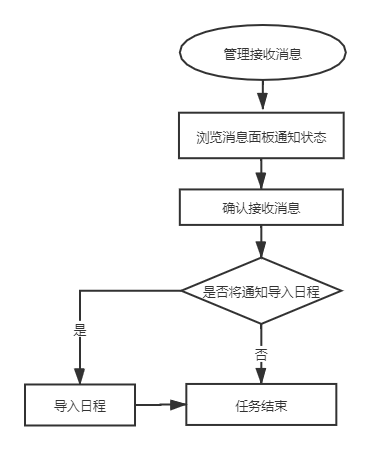 管理接收消息
浏览消息面板通知状态
确认接收消息
是否将通知导入日程
是
否
导入日程
任务结束